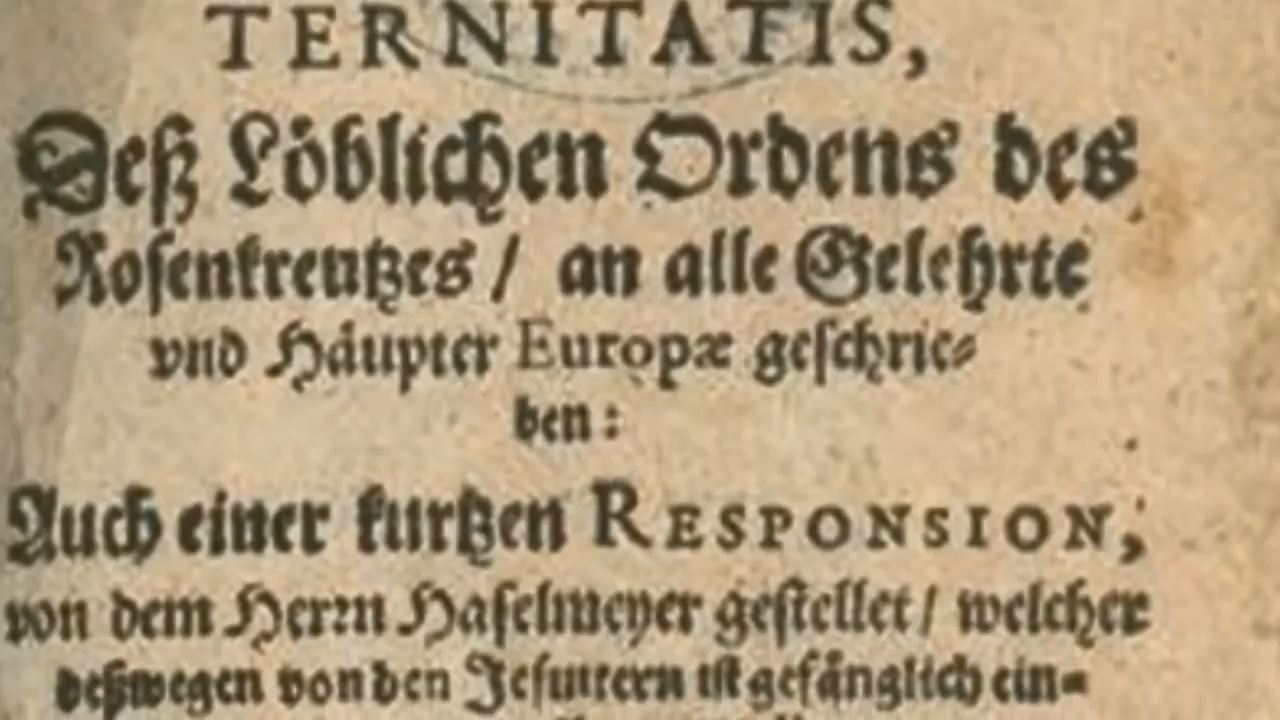 TERNITATIS,
Deß Löblichen Ordens des
Rosenkreutzes / an alle Gelehrte
vnd Häupter Europæ geschrie-
ben:
Auch einer kurtzen RESPONSION,
von dem Herrn Haselmeyer gestellet / welcher
deßwegen von den Jesuitern ist gefänglich ein-